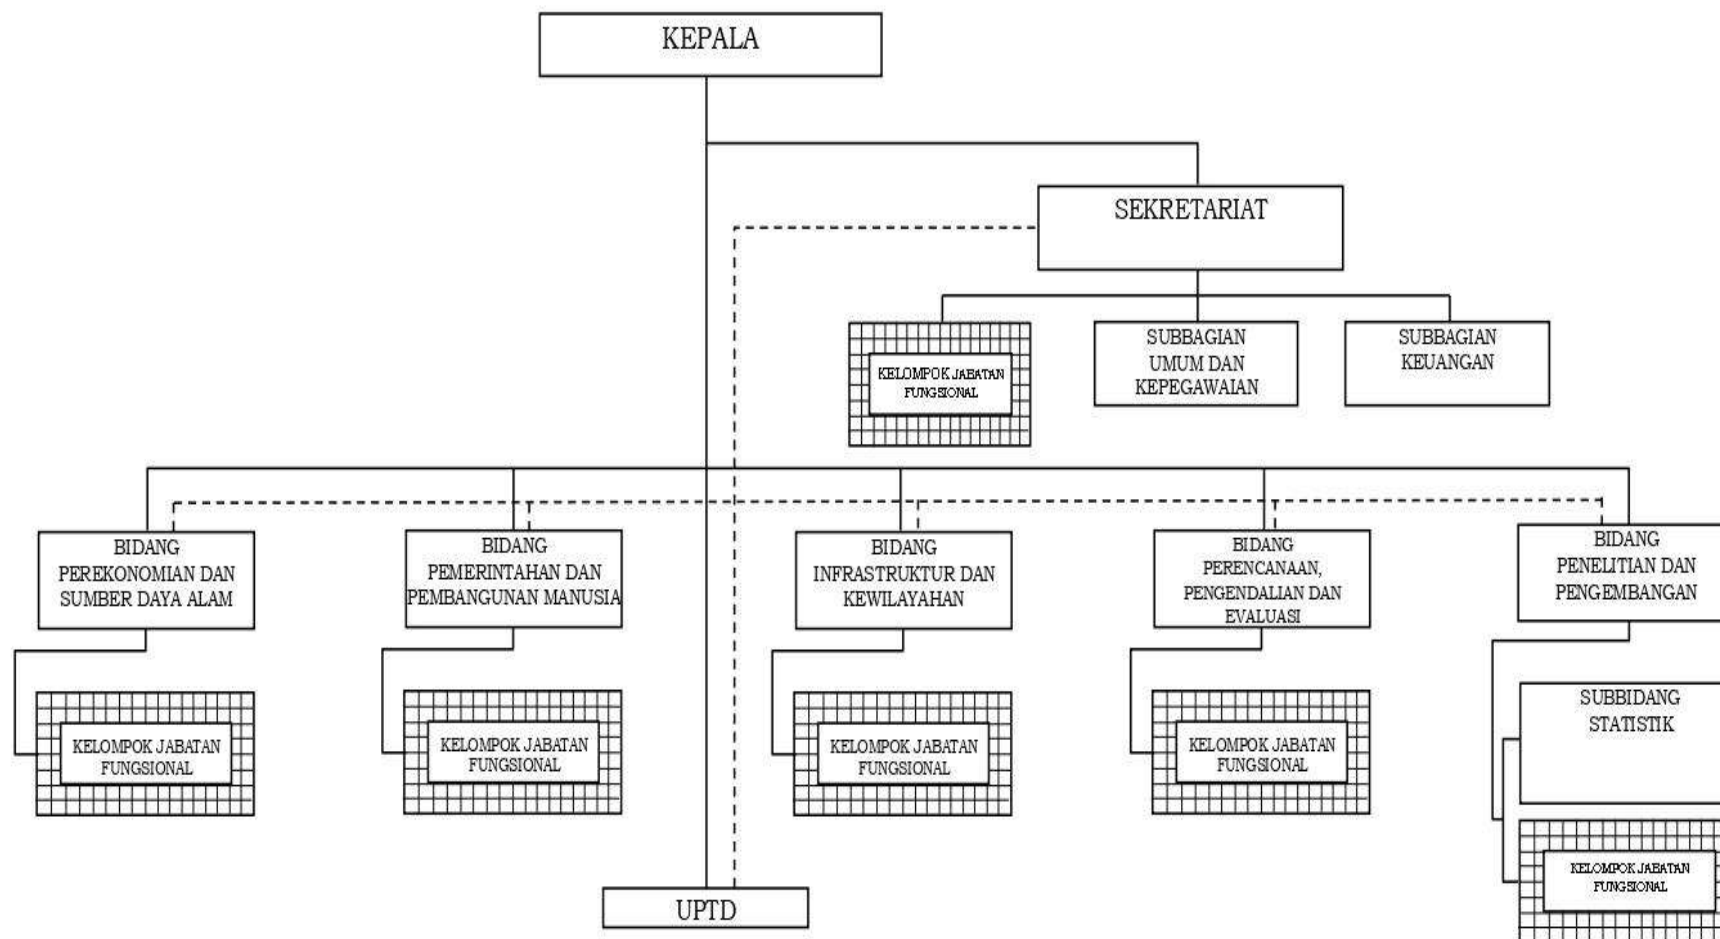 KEPALA
SEKRETARIAT
KELOMPOK JABATAN
FUNGSIONAL
SUBBAGIAN
UMUM DAN
KEPEGAWAIAN
SUBBAGIAN
KEUANGAN
BIDANG
PEREKONOMIAN DAN
SUMBER DAYA ALAM
BIDANG
PEMERINTAHAN DAN
PEMBANGUNAN MANUSIA
BIDANG
INFRASTRUKTUR DAN
KEWILAYAHAN
BIDANG
PERENCANAAN,
PENGENDALIAN DAN
EVALUASI
BIDANG
PENELITIAN DAN
PENGEMBANGAN
KELOMPOK JABATAN
FUNGSIONAL
KELOMPOK JABATAN
FUNGSIONAL
KELOMPOK JABATAN
FUNGSIONAL
KELOMPOK JABATAN
FUNGSIONAL
SUBBIDANG
STATISTIK
KELOMPOK JABATAN
FUNGSIONAL
UPTD